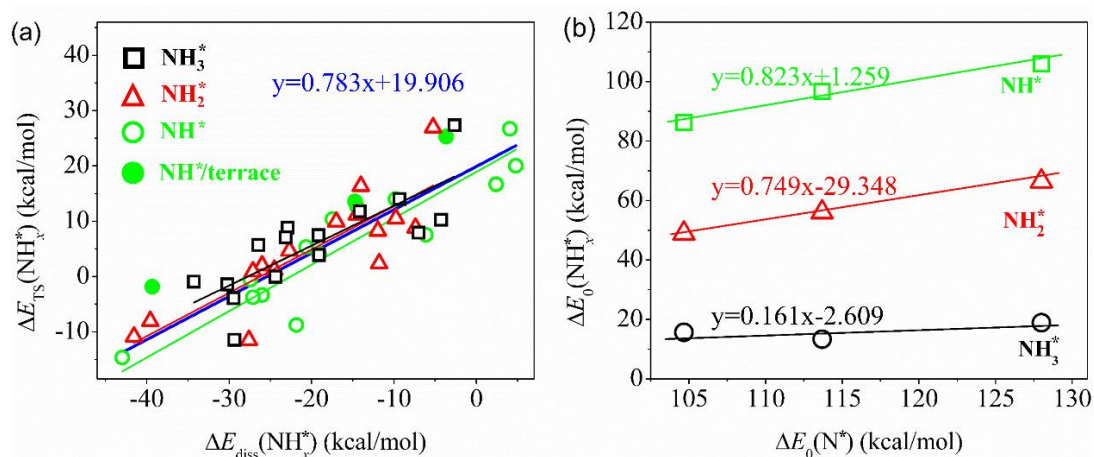 (a)
NH₃*
NH₂*
NH*
NH*/terrace
y=0.783x+19.906
40
30
20
10
0
-10
-40 -30 -20 -10 0
ΔE_TS(NHₓ*) (kcal/mol)
ΔE_diss(NHₓ*) (kcal/mol)
(b)
120
100
80
60
40
20
0
105 110 115 120 125 130
ΔE₀(NHₓ*) (kcal/mol)
ΔE₀(N*) (kcal/mol)
y=0.823x+1.259
NH*
y=0.749x-29.348
NH₂*
y=0.161x-2.609
NH₃*